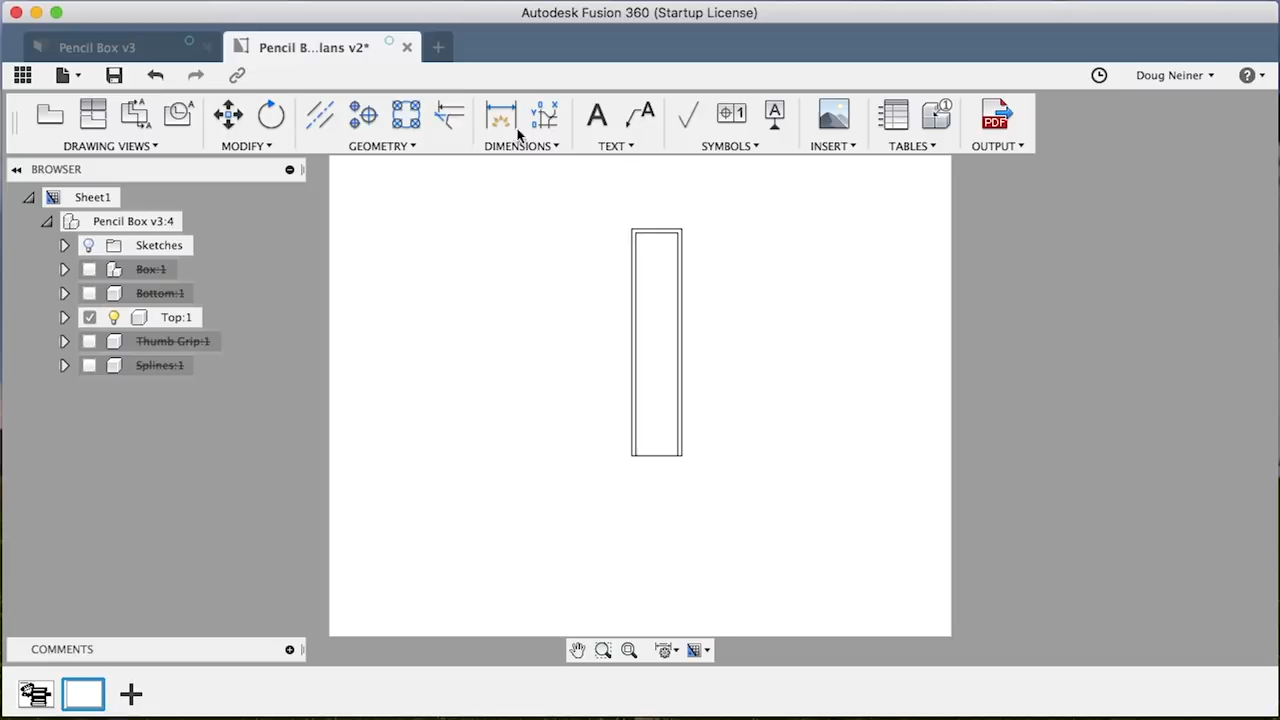 Autodesk Fusion 360 (Startup License)
Pencil Box v3
Pencil B...lans v2*
Doug Neiner
DRAWING VIEWS
MODIFY
GEOMETRY
DIMENSIONS
TEXT
SYMBOLS
INSERT
TABLES
OUTPUT
BROWSER
Sheet1
Pencil Box v3:4
Sketches
Box:1
Bottom:1
Top:1
Thumb Grip:1
Splines:1
COMMENTS